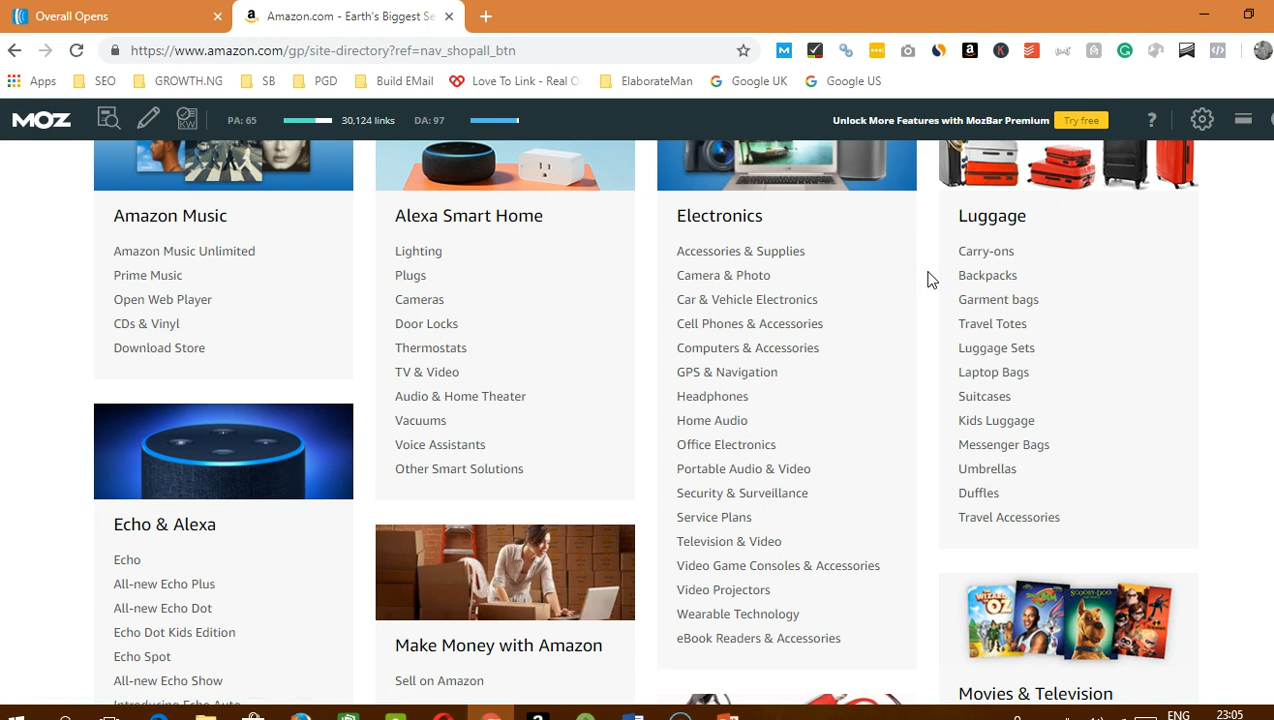 Overall Opens
Amazon.com - Earth's Biggest Se
https://www.amazon.com/gp/site-directory?ref=nav_shopall_btn
Apps
SEO
GROWTH.NG
SB
PGD
Build EMail
Love To Link - Real O
ElaborateMan
Google UK
Google US
MOZ
PA: 65
30,124 links
DA: 97
Unlock More Features with MozBar Premium
Try free
Amazon Music
Amazon Music Unlimited
Prime Music
Open Web Player
CDs & Vinyl
Download Store
Echo & Alexa
Echo
All-new Echo Plus
All-new Echo Dot
Echo Dot Kids Edition
Echo Spot
All-new Echo Show
Introducing Echo Auto
Alexa Smart Home
Lighting
Plugs
Cameras
Door Locks
Thermostats
TV & Video
Audio & Home Theater
Vacuums
Voice Assistants
Other Smart Solutions
Make Money with Amazon
Sell on Amazon
Electronics
Accessories & Supplies
Camera & Photo
Car & Vehicle Electronics
Cell Phones & Accessories
Computers & Accessories
GPS & Navigation
Headphones
Home Audio
Office Electronics
Portable Audio & Video
Security & Surveillance
Service Plans
Television & Video
Video Game Consoles & Accessories
Video Projectors
Wearable Technology
eBook Readers & Accessories
Luggage
Carry-ons
Backpacks
Garment bags
Travel Totes
Luggage Sets
Laptop Bags
Suitcases
Kids Luggage
Messenger Bags
Umbrellas
Duffles
Travel Accessories
Movies & Television
ENG
23:05